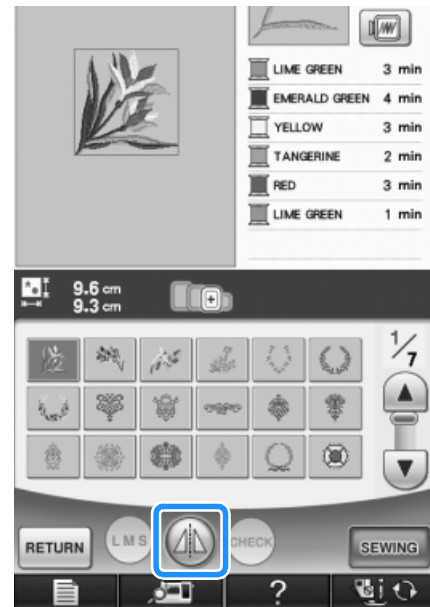 LIME GREEN 3 min
EMERALD GREEN 4 min
YELLOW 3 min
TANGERINE 2 min
RED 3 min
LIME GREEN 1 min
9.6 cm
9.3 cm
1/7
RETURN LMS CHECK SEWING
?